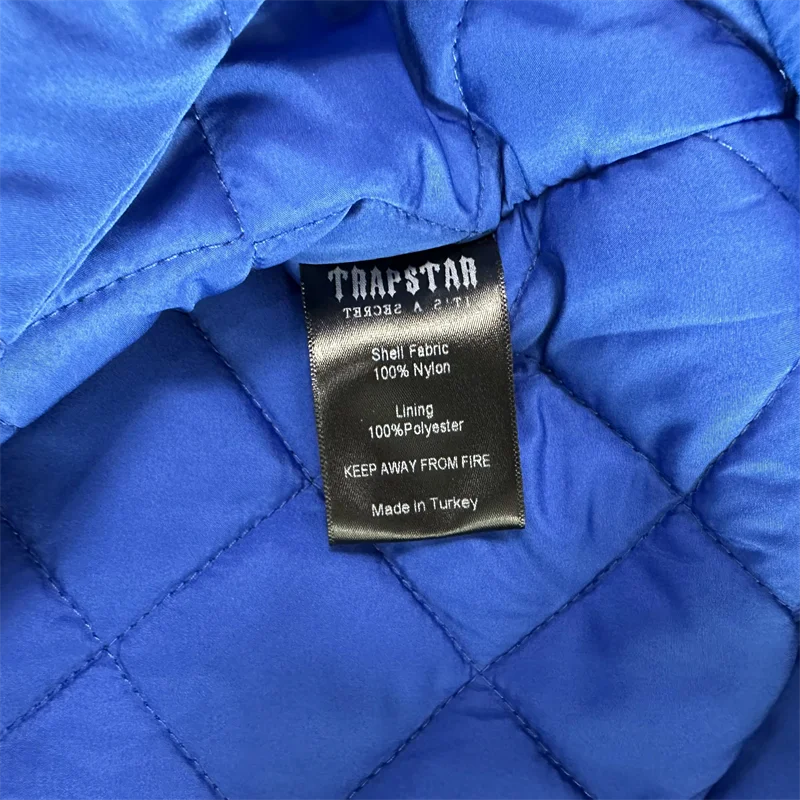 TRAPSTAR
IT'S A SECRET
Shell Fabric
100% Nylon
Lining
100%Polyester
KEEP AWAY FROM FIRE
Made in Turkey